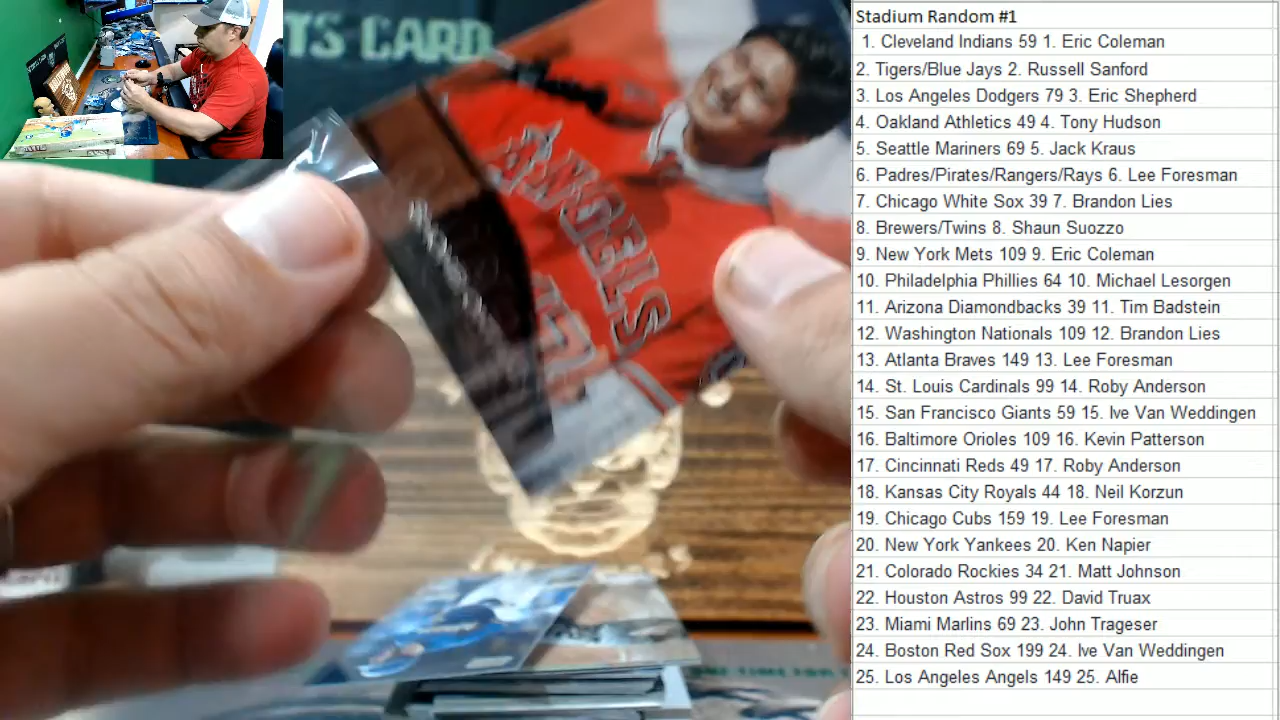 TS CARD
ANGELS
17
Stadium Random #1
1. Cleveland Indians 59 1. Eric Coleman
2. Tigers/Blue Jays 2. Russell Sanford
3. Los Angeles Dodgers 79 3. Eric Shepherd
4. Oakland Athletics 49 4. Tony Hudson
5. Seattle Mariners 69 5. Jack Kraus
6. Padres/Pirates/Rangers/Rays 6. Lee Foresman
7. Chicago White Sox 39 7. Brandon Lies
8. Brewers/Twins 8. Shaun Suozzo
9. New York Mets 109 9. Eric Coleman
10. Philadelphia Phillies 64 10. Michael Lesorgen
11. Arizona Diamondbacks 39 11. Tim Badstein
12. Washington Nationals 109 12. Brandon Lies
13. Atlanta Braves 149 13. Lee Foresman
14. St. Louis Cardinals 99 14. Roby Anderson
15. San Francisco Giants 59 15. Ive Van Weddingen
16. Baltimore Orioles 109 16. Kevin Patterson
17. Cincinnati Reds 49 17. Roby Anderson
18. Kansas City Royals 44 18. Neil Korzun
19. Chicago Cubs 159 19. Lee Foresman
20. New York Yankees 20. Ken Napier
21. Colorado Rockies 34 21. Matt Johnson
22. Houston Astros 99 22. David Truax
23. Miami Marlins 69 23. John Trageser
24. Boston Red Sox 199 24. Ive Van Weddingen
25. Los Angeles Angels 149 25. Alfie